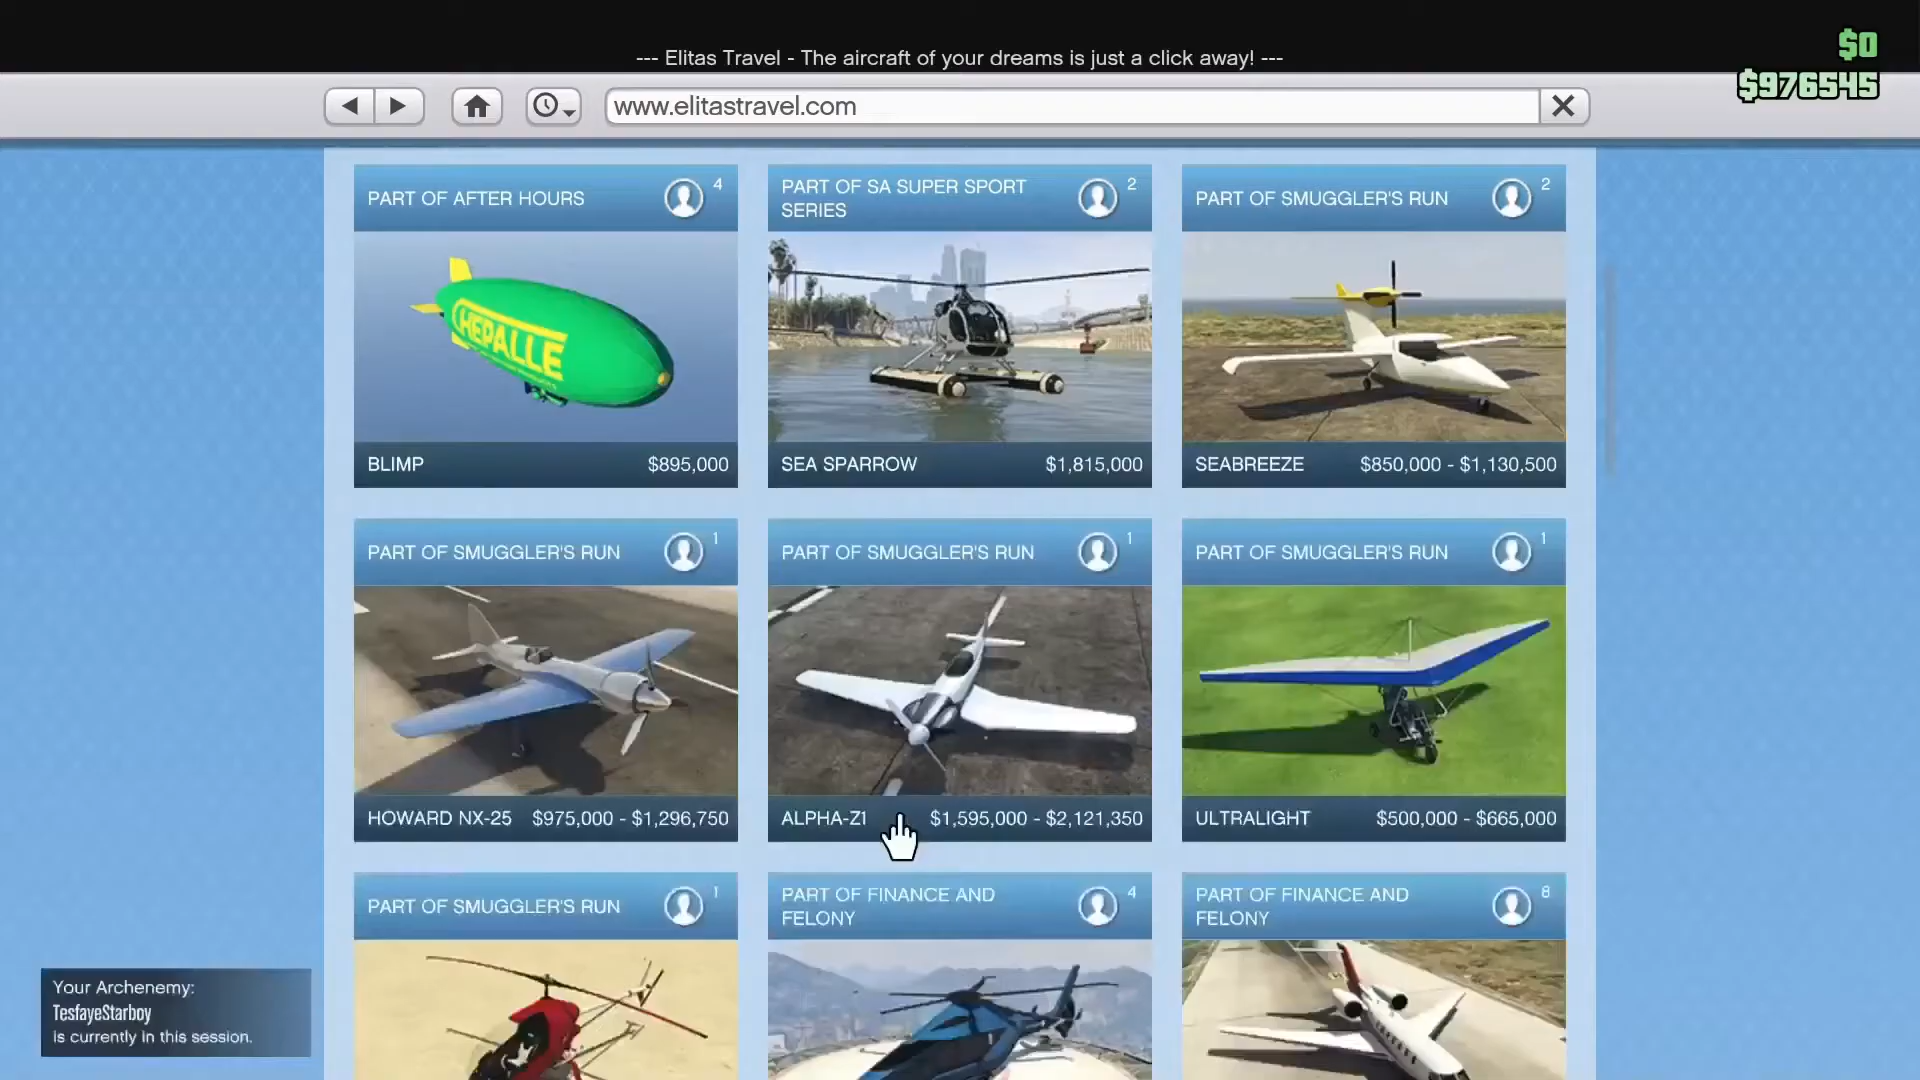 --- Elitas Travel - The aircraft of your dreams is just a click away! ---
$0
$976545
www.elitastravel.com
PART OF AFTER HOURS
4
PART OF SA SUPER SPORT
SERIES
2
PART OF SMUGGLER'S RUN
2
HEPALLE
BLIMP
$895,000
SEA SPARROW
$1,815,000
SEABREEZE
$850,000 - $1,130,500
PART OF SMUGGLER'S RUN
1
PART OF SMUGGLER'S RUN
1
PART OF SMUGGLER'S RUN
1
HOWARD NX-25
$975,000 - $1,296,750
ALPHA-Z1
$1,595,000 - $2,121,350
ULTRALIGHT
$500,000 - $665,000
PART OF SMUGGLER'S RUN
1
PART OF FINANCE AND
FELONY
4
PART OF FINANCE AND
FELONY
8
Your Archenemy:
TesfayeStarboy
is currently in this session.